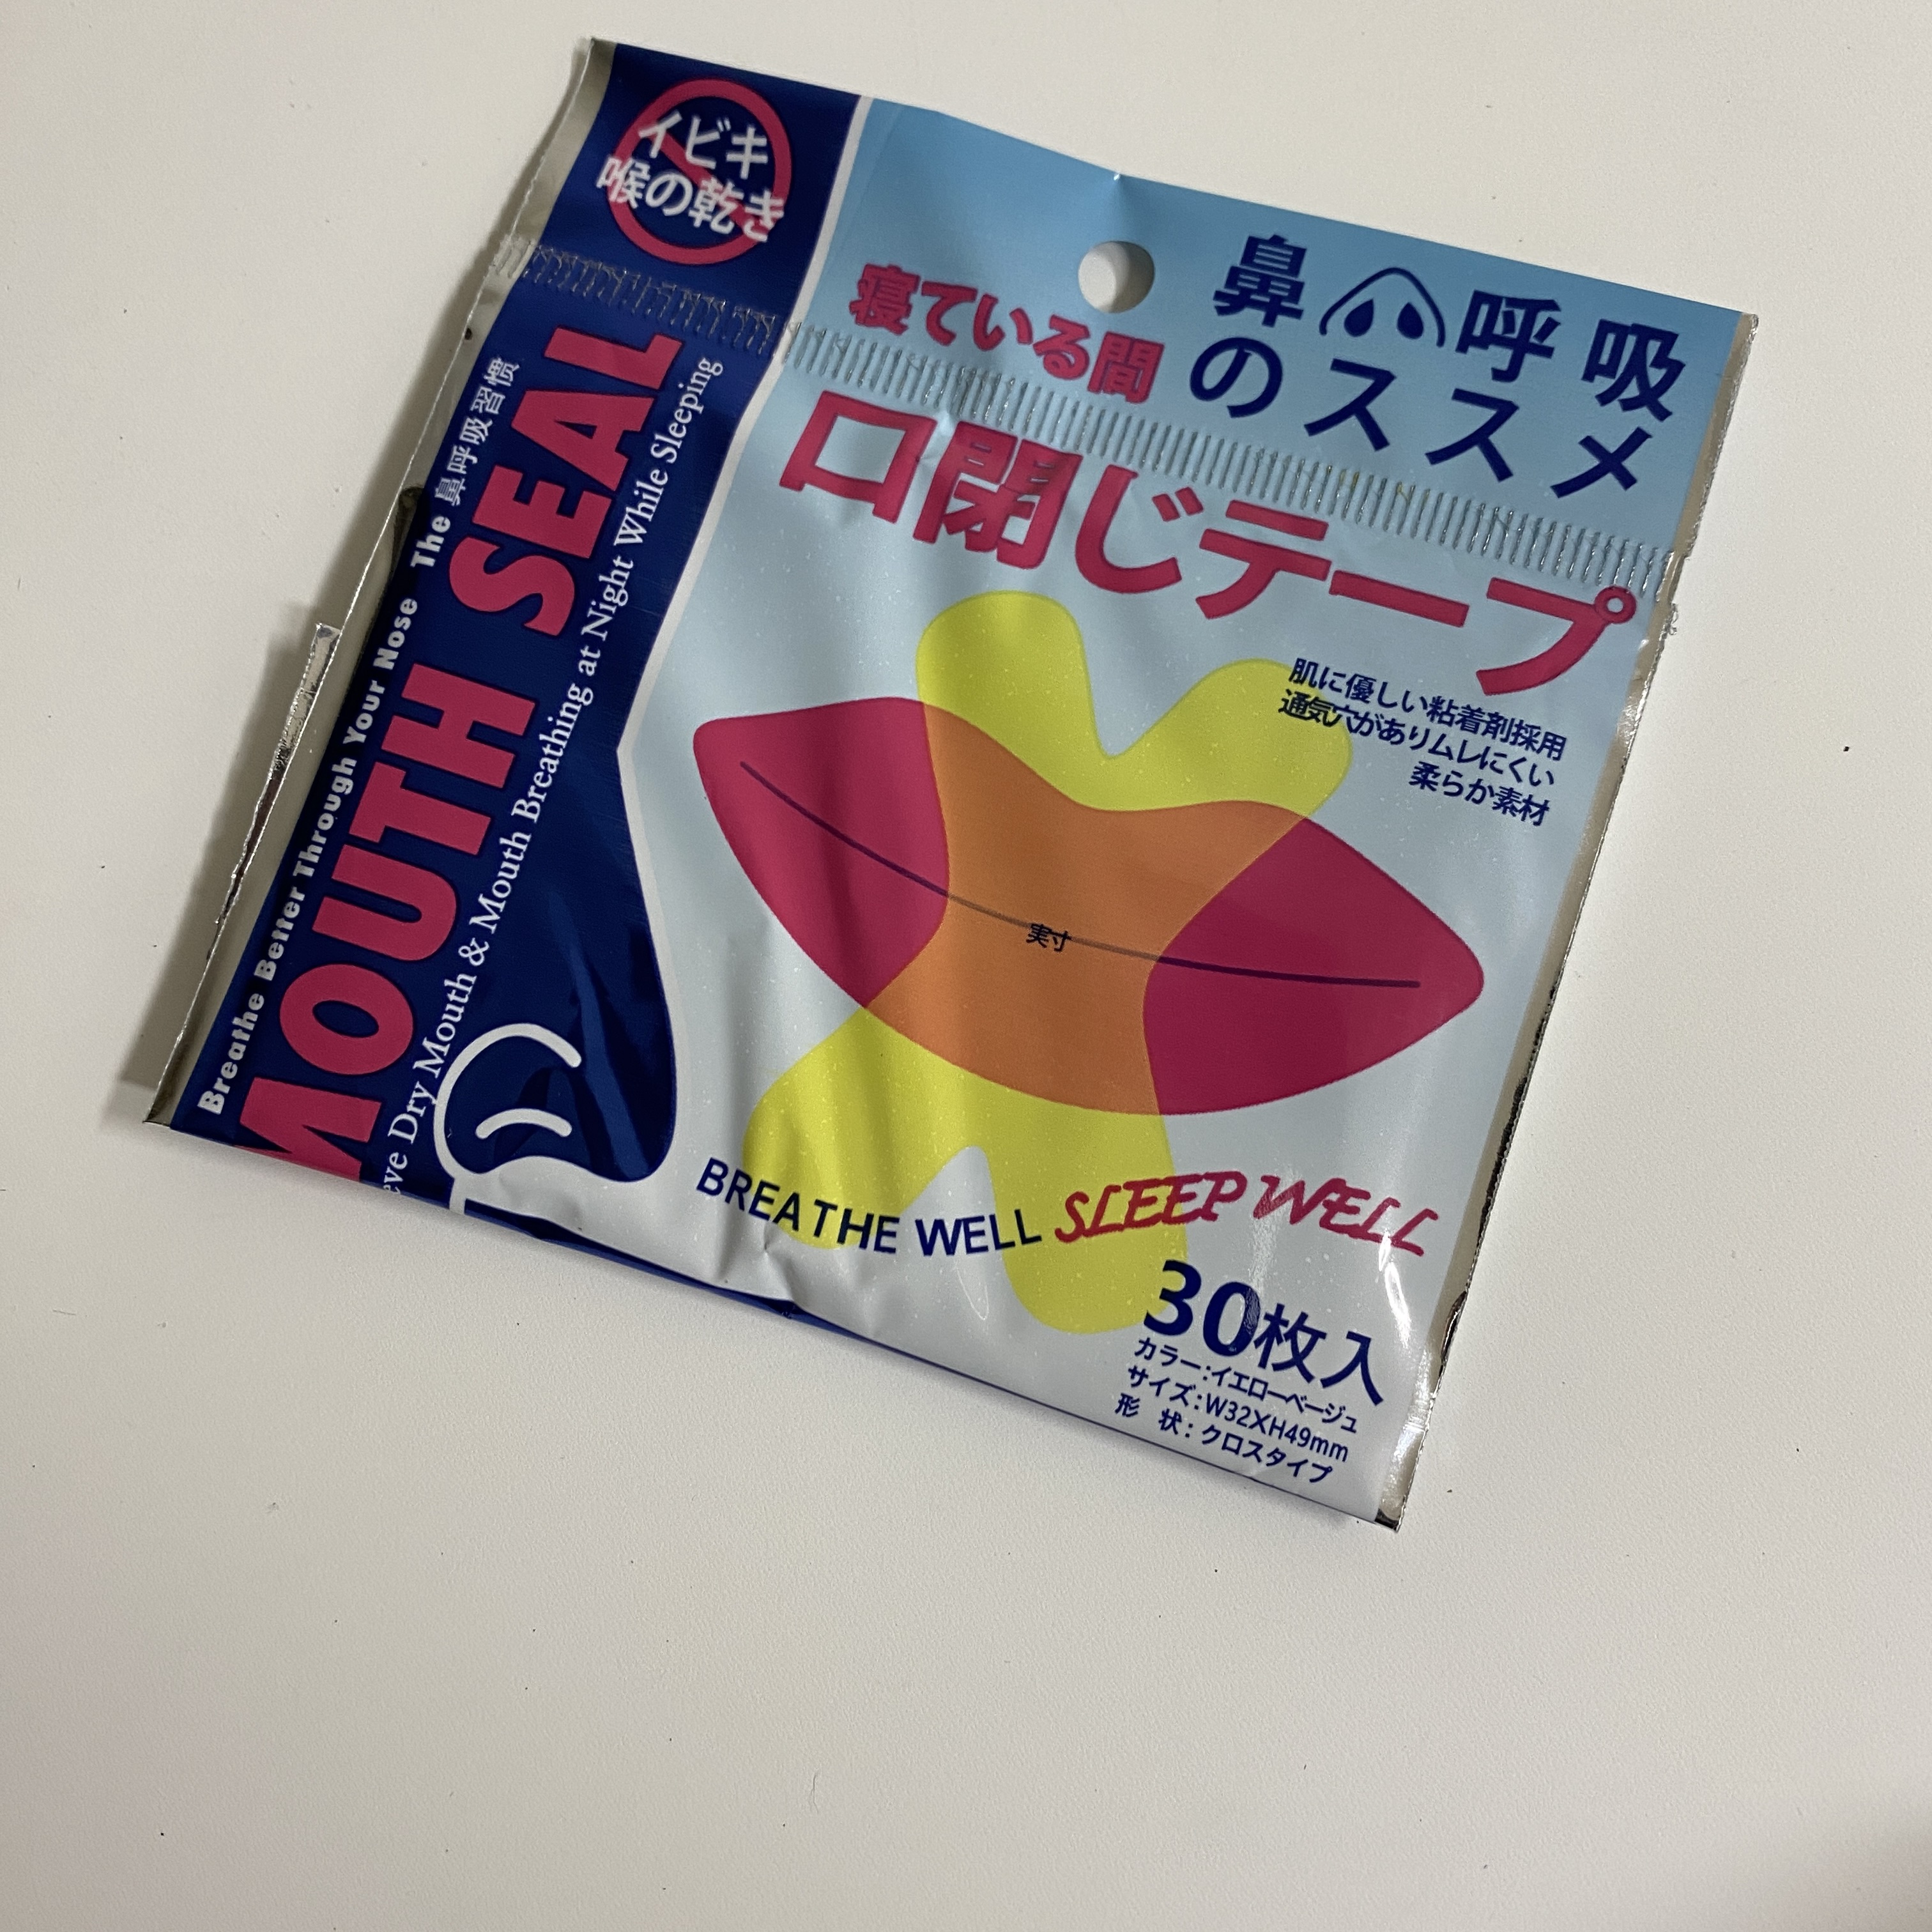 イビキ
喉の乾き
鼻呼吸
のススメ
寝ている間
口閉じテープ
肌に優しい粘着剤採用
通気穴がありムレにくい
柔らか素材
実寸
Breathe Better Through Your Nose The 鼻呼吸習慣
MOUTH SEAL
Dry Mouth & Mouth Breathing at Night While Sleeping
BREATHE WELL SLEEP WELL
30枚入
カラー:イエローベージュ
サイズ:W32XH49mm
形 状:クロスタイプ